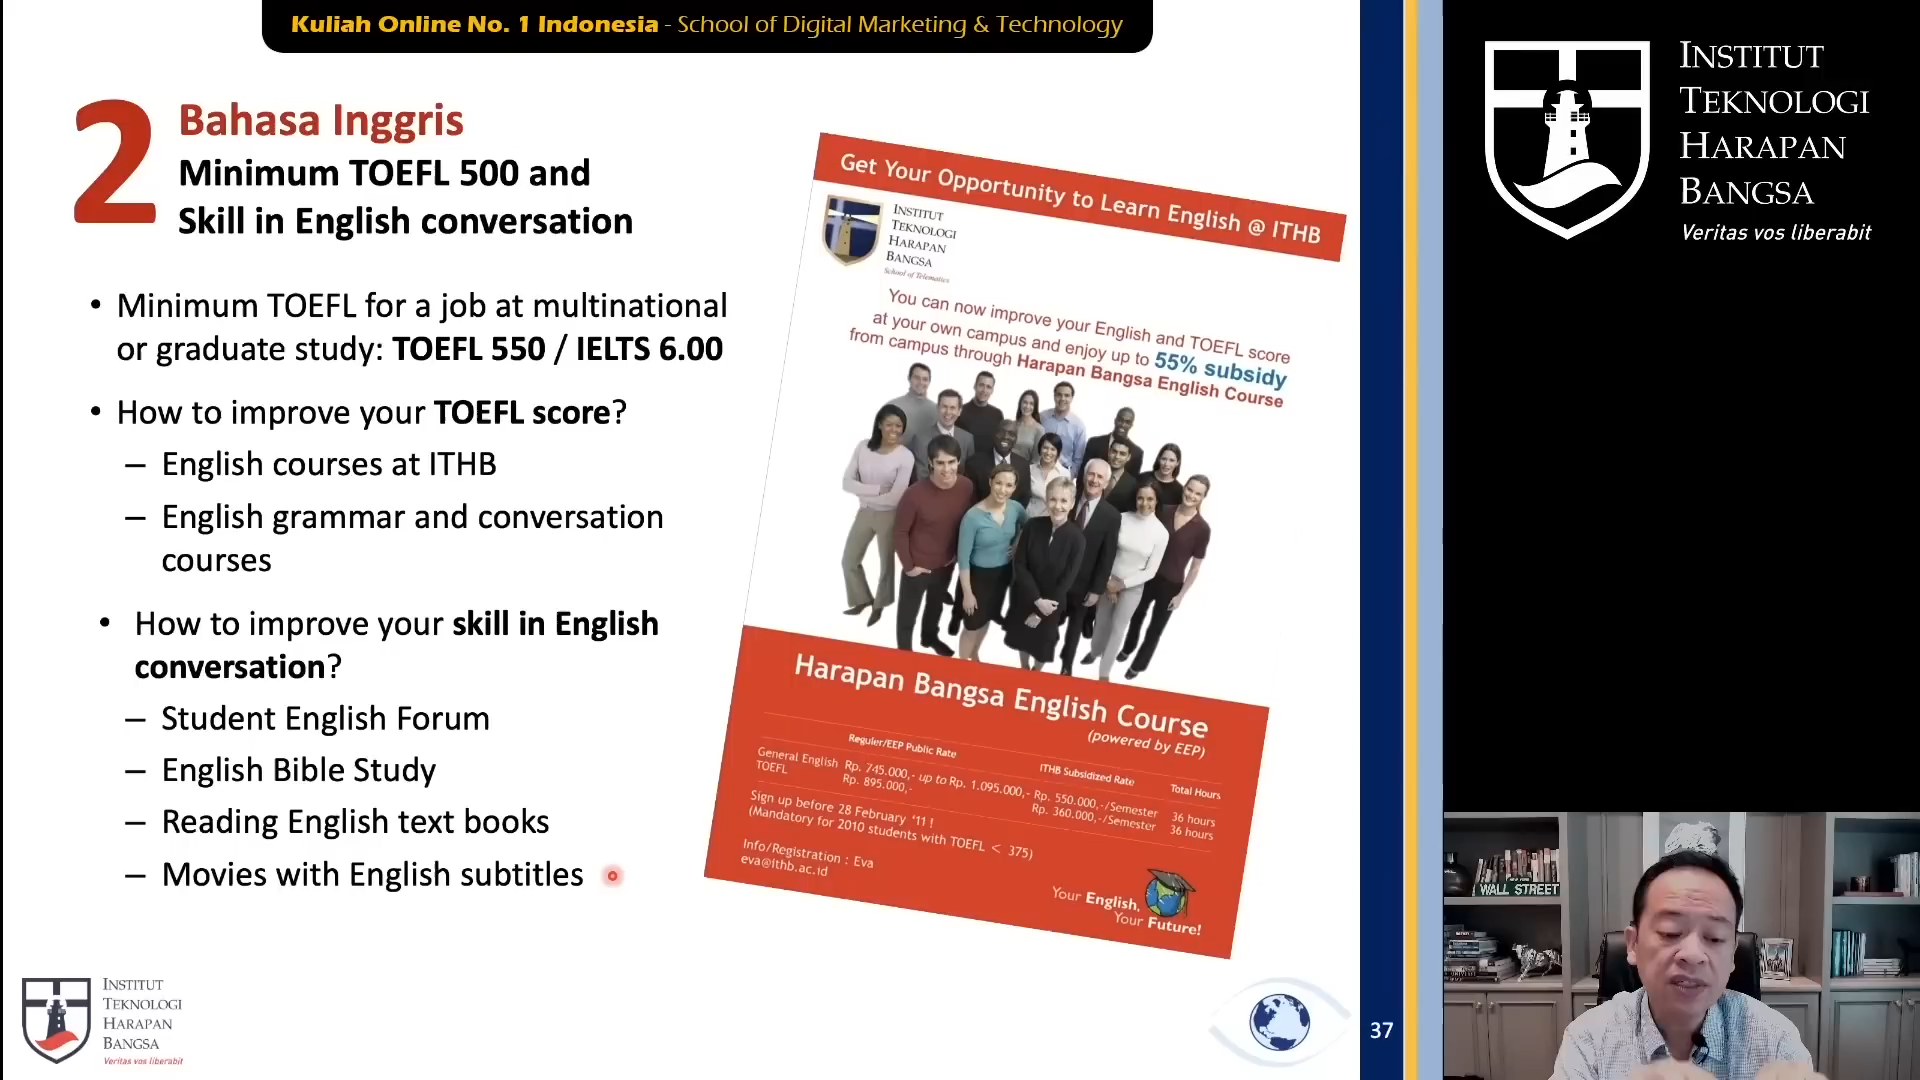 Kuliah Online No. 1 Indonesia - School of Digital Marketing & Technology
2
Bahasa Inggris
Minimum TOEFL 500 and
Skill in English conversation
• Minimum TOEFL for a job at multinational
or graduate study: TOEFL 550 / IELTS 6.00
• How to improve your TOEFL score?
– English courses at ITHB
– English grammar and conversation
courses
• How to improve your skill in English
conversation?
– Student English Forum
– English Bible Study
– Reading English text books
– Movies with English subtitles
Get Your Opportunity to Learn English @ ITHB
INSTITUT
TEKNOLOGI
HARAPAN
BANGSA
School of Telematics
You can now improve your English and TOEFL score
at your own campus and enjoy up to 55% subsidy
from campus through Harapan Bangsa English Course
Harapan Bangsa English Course
(powered by EEP)
Reguler/EEP Public Rate ITHB Subsidized Rate Total Hours
General English Rp. 745.000,- up to Rp. 1.095.000,- Rp. 550.000,-/Semester 36 hours
TOEFL Rp. 895.000,- Rp. 360.000,-/Semester 36 hours
Sign up before 28 February '11 !
(Mandatory for 2010 students with TOEFL < 375)
Info/Registration : Eva
eva@ithb.ac.id
Your English,
Your Future!
INSTITUT
TEKNOLOGI
HARAPAN
BANGSA
Veritas vos liberabit
37
INSTITUT
TEKNOLOGI
HARAPAN
BANGSA
Veritas vos liberabit
WALL STREET